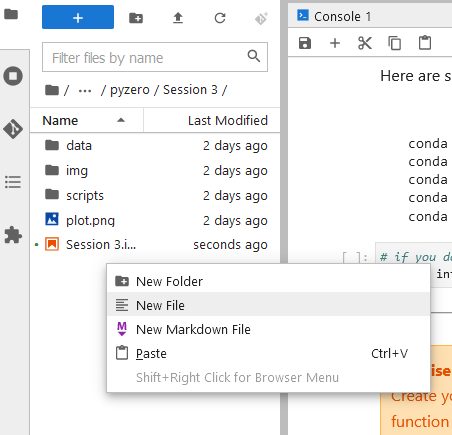 +
Filter files by name
/ ··· / pyzero / Session 3 /
Name Last Modified
data 2 days ago
img 2 days ago
scripts 2 days ago
plot.png 2 days ago
Session 3.i... seconds ago
New Folder
New File
M New Markdown File
Paste Ctrl+V
Shift+Right Click for Browser Menu
Console 1
Here are s
conda
conda
conda
conda
conda
[ ]: # if you do
Create yo
function